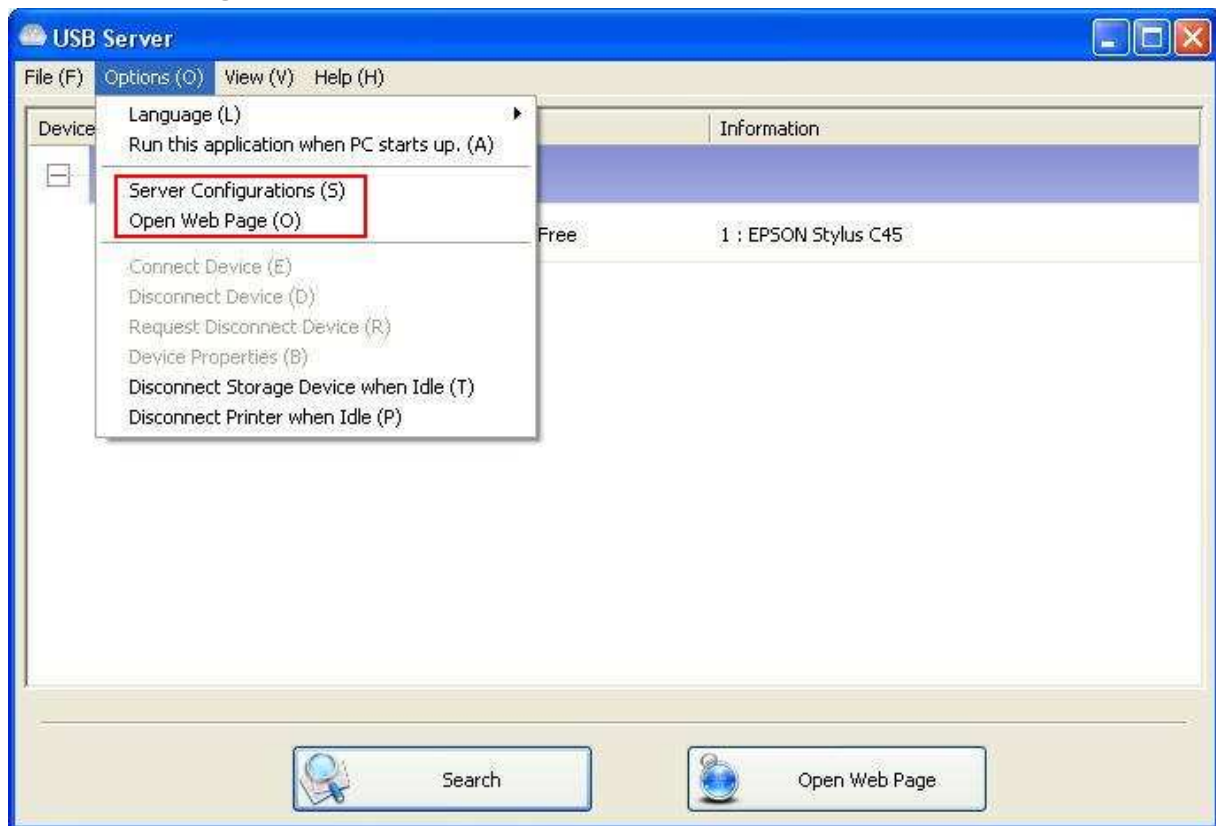 USB Server
File (F) Options (O) View (V) Help (H)
Device Information
Language (L)
Run this application when PC starts up. (A)
Server Configurations (S)
Open Web Page (O)
Free 1 : EPSON Stylus C45
Connect Device (E)
Disconnect Device (D)
Request Disconnect Device (R)
Device Properties (B)
Disconnect Storage Device when Idle (T)
Disconnect Printer when Idle (P)
Search Open Web Page